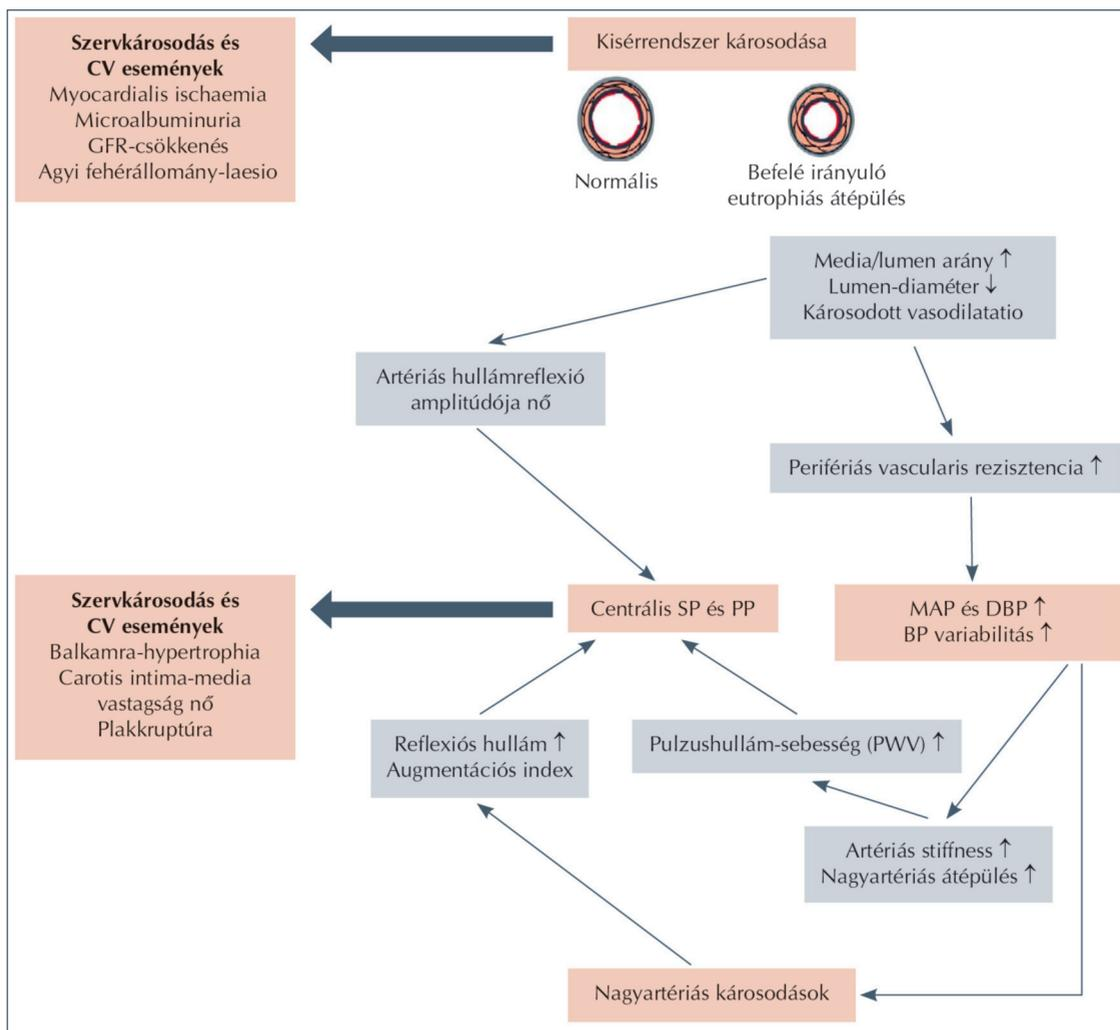 Szervkárosodás és
CV események
Myocardialis ischaemia
Microalbuminuria
GFR-csökkenés
Agyi fehérállomány-laesio
Kisérrendszer károsodása
Normális
Befelé irányuló
eutrophiás átépülés
Media/lumen arány ↑
Lumen-diaméter ↓
Károsodott vasodilatatio
Artériás hullámreflexió
amplitúdója nő
Perifériás vascularis rezisztencia ↑
Szervkárosodás és
CV események
Balkamra-hypertrophia
Carotis intima-media
vastagság nő
Plakkruptúra
Centrális SP és PP
MAP és DBP ↑
BP variabilitás ↑
Reflexiós hullám ↑
Augmentációs index
Pulzushullám-sebesség (PWV) ↑
Artériás stiffness ↑
Nagyartériás átépülés ↑
Nagyartériás károsodások